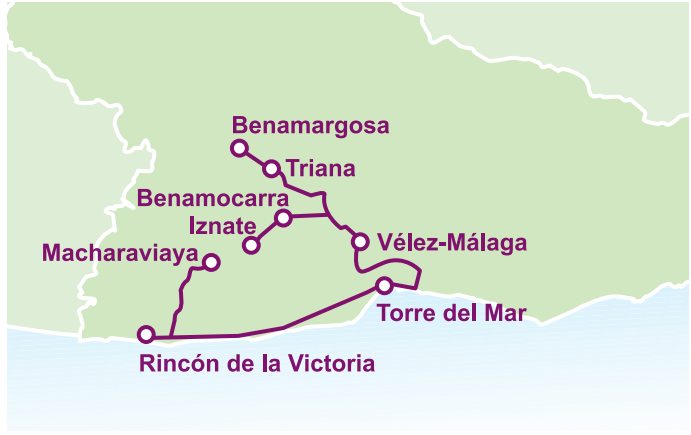 Benamargosa
Triana
Benamocarra
Iznate
Macharaviaya
Vélez-Málaga
Torre del Mar
Rincón de la Victoria